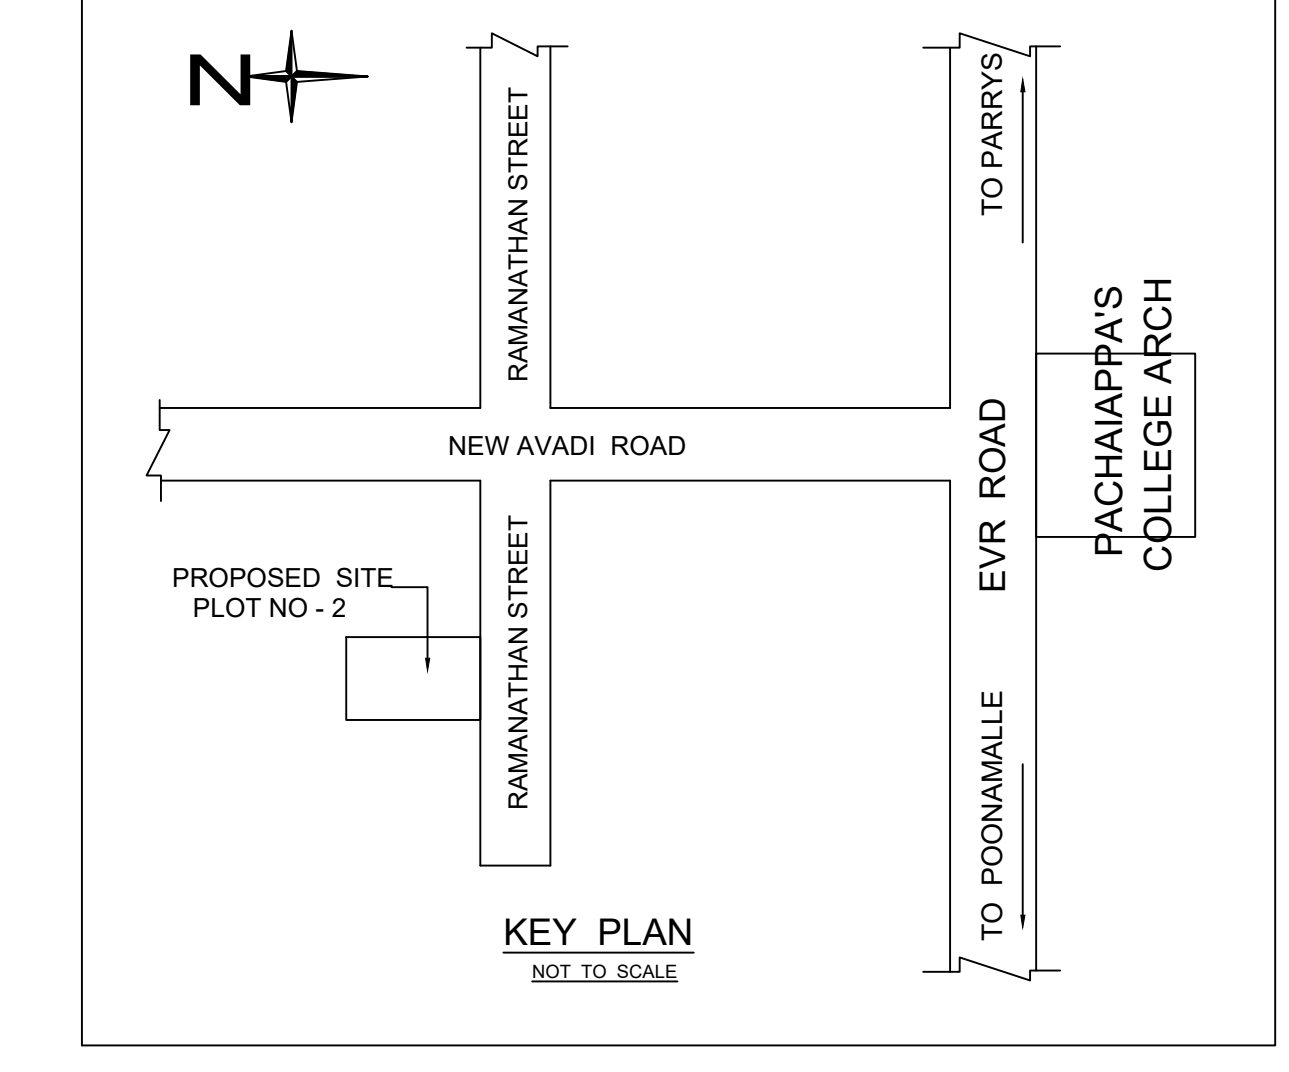 N
RAMANATHAN STREET
TO PARRYS
PACHAIAPPA'S
COLLEGE ARCH
NEW AVADI ROAD
EVR ROAD
PROPOSED SITE
PLOT NO - 2
RAMANATHAN STREET
TO POONAMALLE
KEY PLAN
NOT TO SCALE